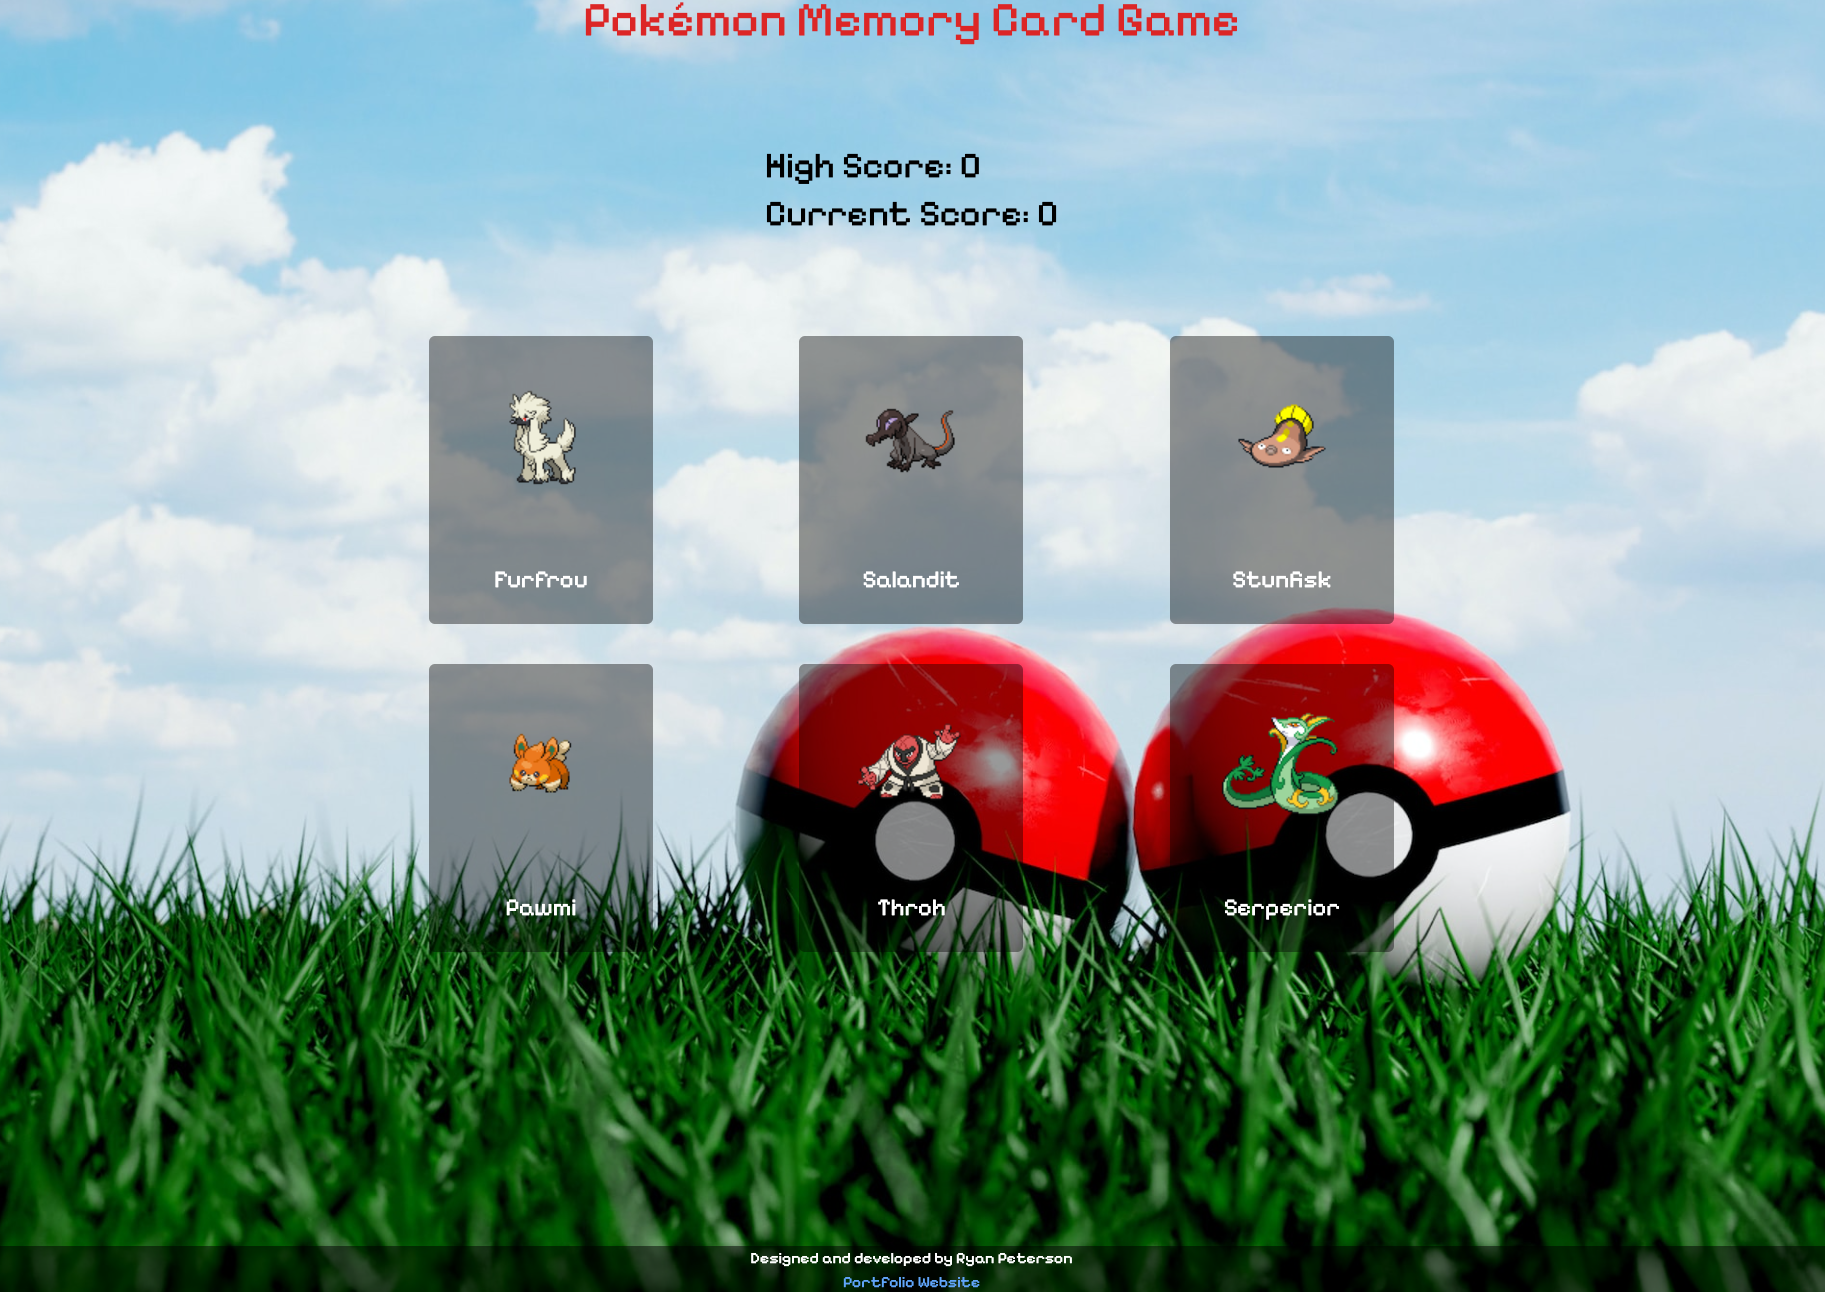 Pokémon Memory Card Game
High Score: 0
Current Score: 0
Furfrou
Salandit
Stunfisk
Pawmi
Throh
Serperior
Designed and developed by Ryan Peterson
Portfolio Website